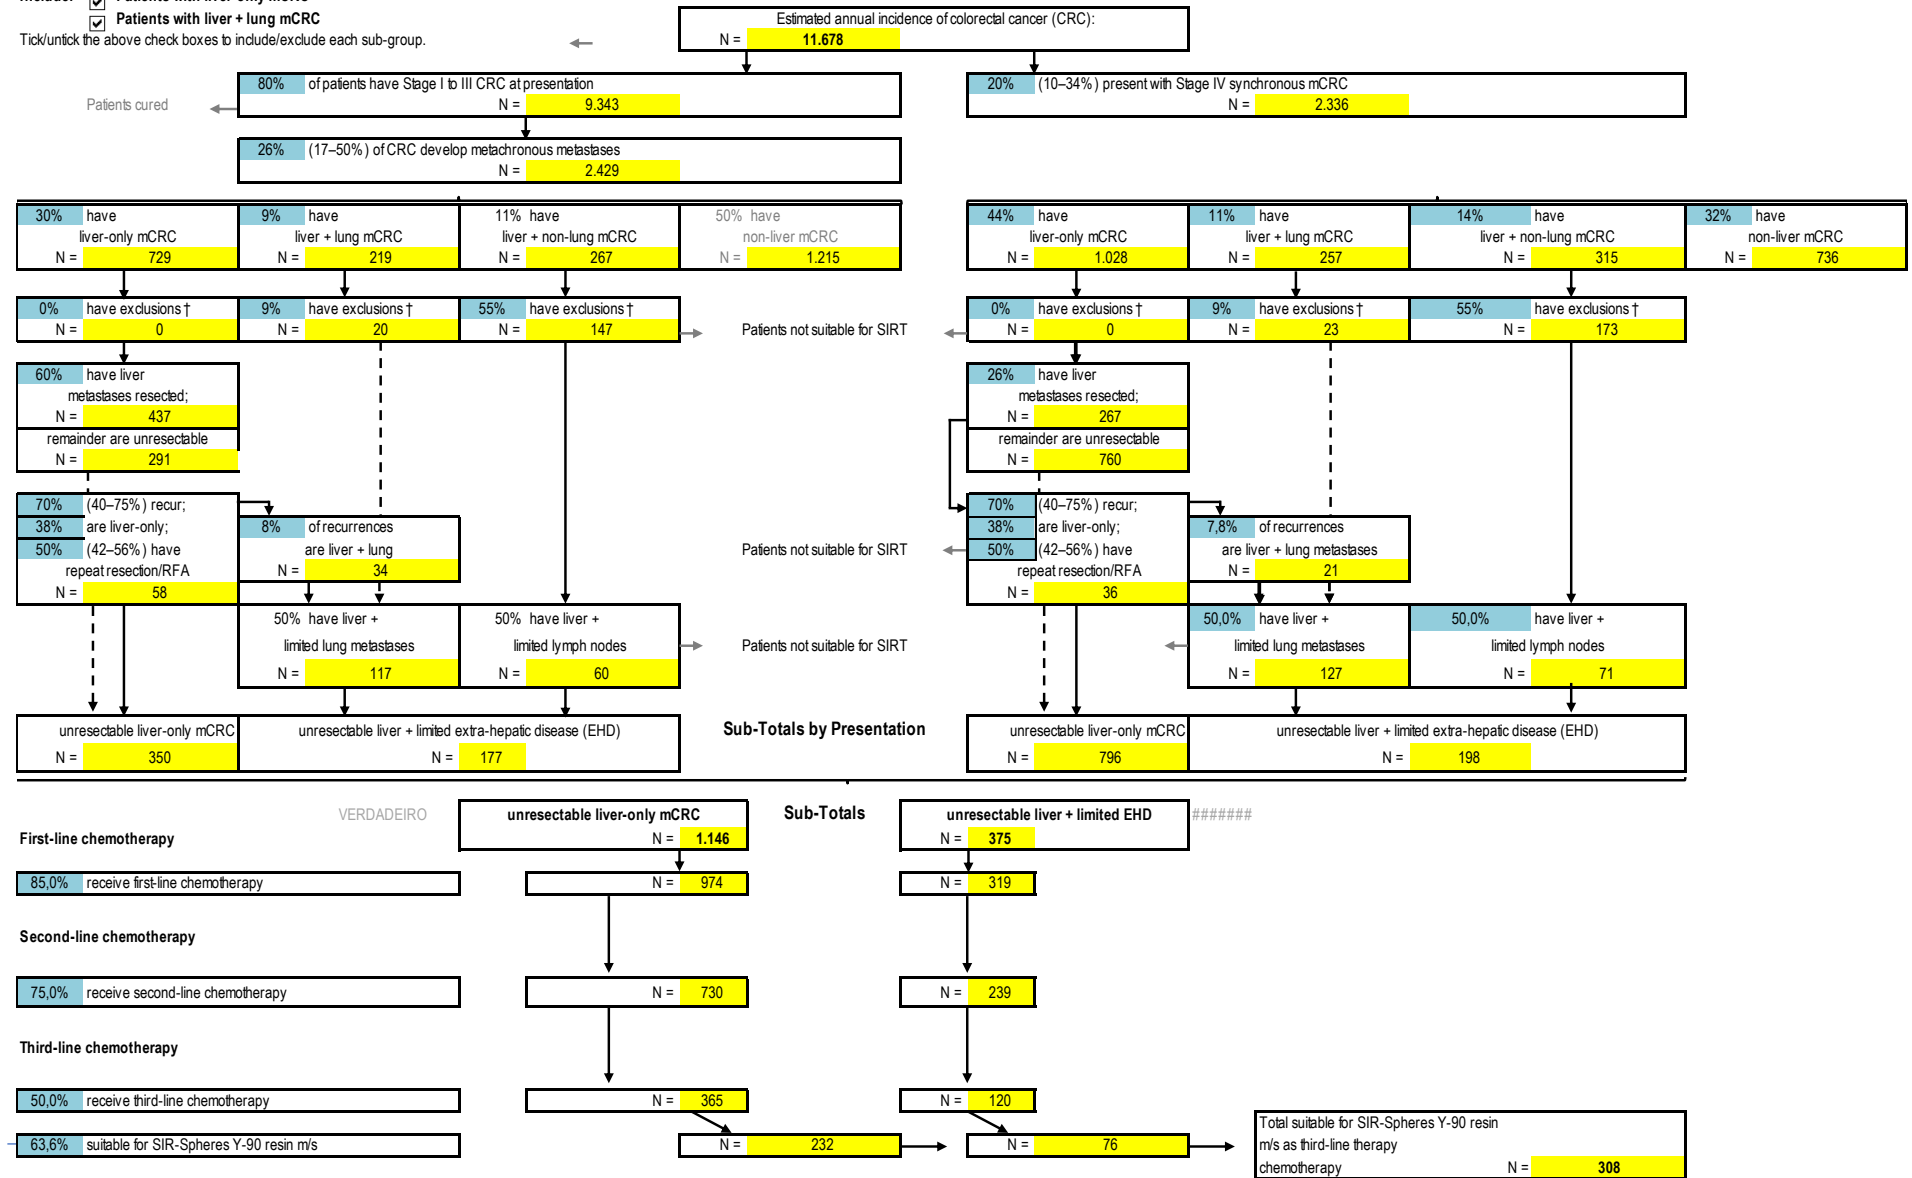 Include: Patients with liver-only mCRC
Patients with liver + lung mCRC
Tick/untick the above check boxes to include/exclude each sub-group.
Estimated annual incidence of colorectal cancer (CRC):
N = 11.678
80% of patients have Stage I to III CRC at presentation
N = 9.343
20% (10–34%) present with Stage IV synchronous mCRC
N = 2.336
Patients cured
26% (17–50%) of CRC develop metachronous metastases
N = 2.429
30% have
liver-only mCRC
N = 729
9% have
liver + lung mCRC
N = 219
11% have
liver + non-lung mCRC
N = 267
50% have
non-liver mCRC
N = 1.215
44% have
liver-only mCRC
N = 1.028
11% have
liver + lung mCRC
N = 257
14% have
liver + non-lung mCRC
N = 315
32% have
non-liver mCRC
N = 736
0% have exclusions †
N = 0
9% have exclusions †
N = 20
55% have exclusions †
N = 147
Patients not suitable for SIRT
0% have exclusions †
N = 0
9% have exclusions †
N = 23
55% have exclusions †
N = 173
60% have liver
metastases resected;
N = 437
remainder are unresectable
N = 291
26% have liver
metastases resected;
N = 267
remainder are unresectable
N = 760
70% (40–75%) recur;
38% are liver-only;
50% (42–56%) have
repeat resection/RFA
N = 58
8% of recurrences
are liver + lung
N = 34
Patients not suitable for SIRT
70% (40–75%) recur;
38% are liver-only;
50% (42–56%) have
repeat resection/RFA
N = 36
7,8% of recurrences
are liver + lung metastases
N = 21
50% have liver +
limited lung metastases
N = 117
50% have liver +
limited lymph nodes
N = 60
Patients not suitable for SIRT
50,0% have liver +
limited lung metastases
N = 127
50,0% have liver +
limited lymph nodes
N = 71
unresectable liver-only mCRC
N = 350
unresectable liver + limited extra-hepatic disease (EHD)
N = 177
Sub-Totals by Presentation
unresectable liver-only mCRC
N = 796
unresectable liver + limited extra-hepatic disease (EHD)
N = 198
VERDADEIRO
unresectable liver-only mCRC
N = 1.146
Sub-Totals
unresectable liver + limited EHD
N = 375
#######
First-line chemotherapy
85,0% receive first-line chemotherapy
N = 974
N = 319
Second-line chemotherapy
75,0% receive second-line chemotherapy
N = 730
N = 239
Third-line chemotherapy
50,0% receive third-line chemotherapy
N = 365
N = 120
63,6% suitable for SIR-Spheres Y-90 resin m/s
N = 232
N = 76
Total suitable for SIR-Spheres Y-90 resin
m/s as third-line therapy
chemotherapy N = 308